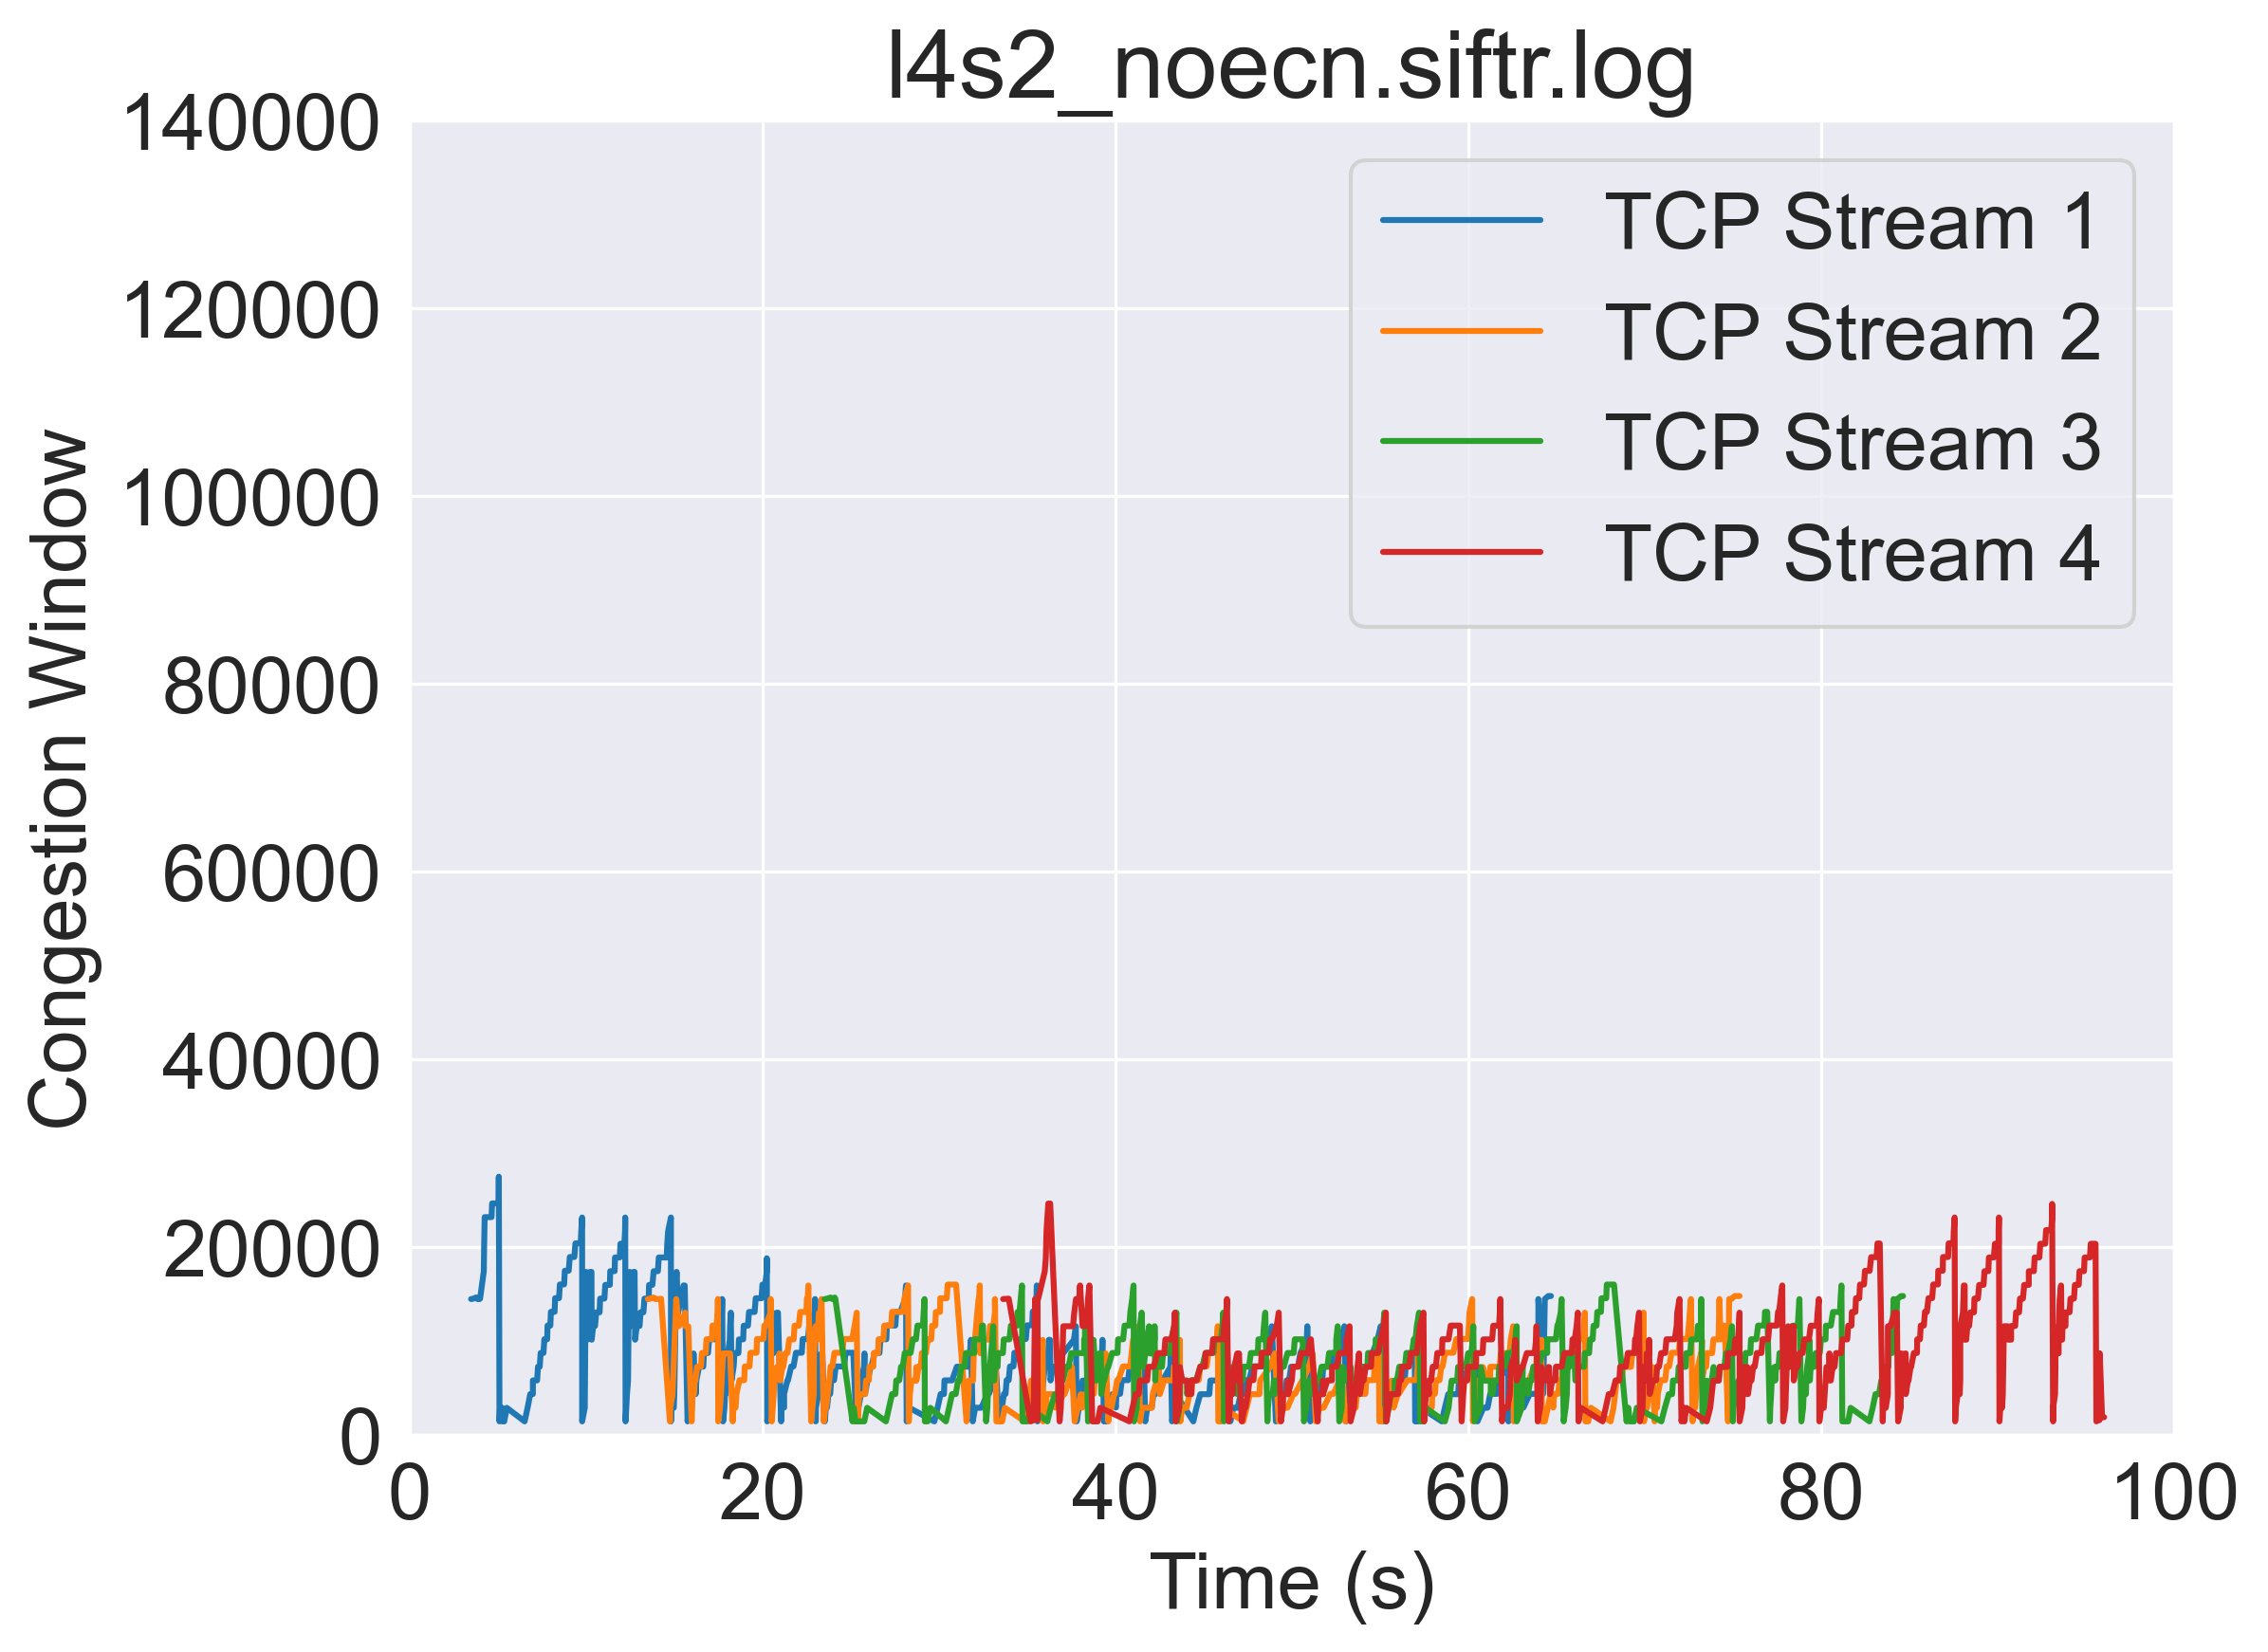 l4s2_noecn.siftr.log
140000
120000
100000
80000
60000
40000
20000
0
Congestion Window
TCP Stream 1
TCP Stream 2
TCP Stream 3
TCP Stream 4
0 20 40 60 80 100
Time (s)